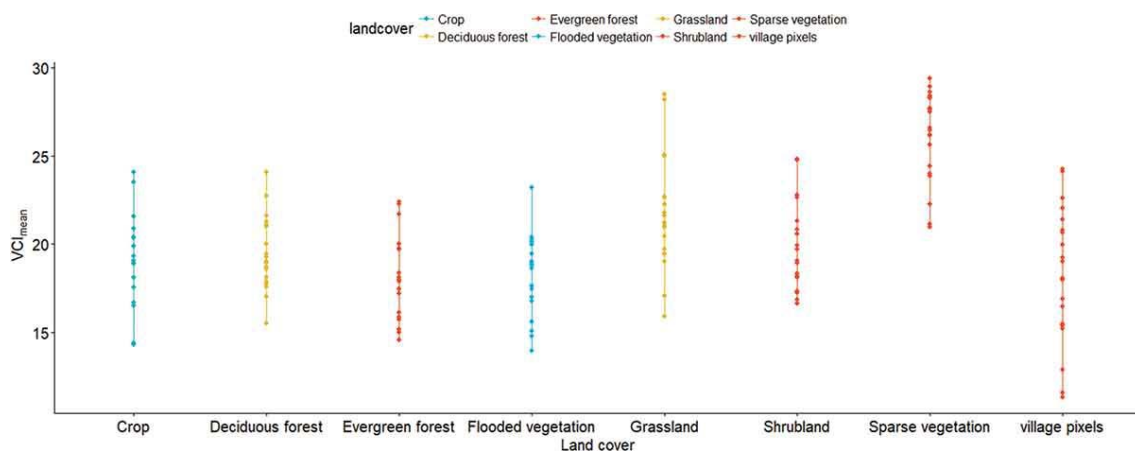 landcover
Crop Evergreen forest Grassland Sparse vegetation
Deciduous forest Flooded vegetation Shrubland village pixels
30
25
20
15
VCImean
Crop Deciduous forest Evergreen forest Flooded vegetation Grassland Shrubland Sparse vegetation village pixels
Land cover